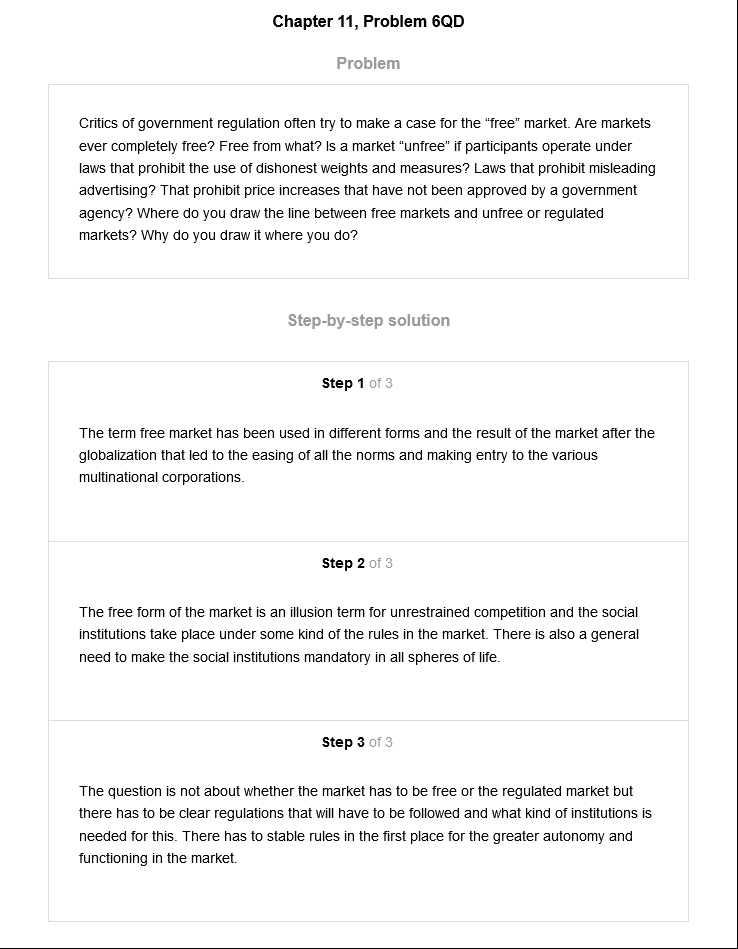 Chapter 11, Problem 6QD
Problem
Critics of government regulation often try to make a case for the “free” market. Are markets
ever completely free? Free from what? Is a market “unfree” if participants operate under
laws that prohibit the use of dishonest weights and measures? Laws that prohibit misleading
advertising? That prohibit price increases that have not been approved by a government
agency? Where do you draw the line between free markets and unfree or regulated
markets? Why do you draw it where you do?
Step-by-step solution
Step 1 of 3
The term free market has been used in different forms and the result of the market after the
globalization that led to the easing of all the norms and making entry to the various
multinational corporations.
Step 2 of 3
The free form of the market is an illusion term for unrestrained competition and the social
institutions take place under some kind of the rules in the market. There is also a general
need to make the social institutions mandatory in all spheres of life.
Step 3 of 3
The question is not about whether the market has to be free or the regulated market but
there has to be clear regulations that will have to be followed and what kind of institutions is
needed for this. There has to stable rules in the first place for the greater autonomy and
functioning in the market.